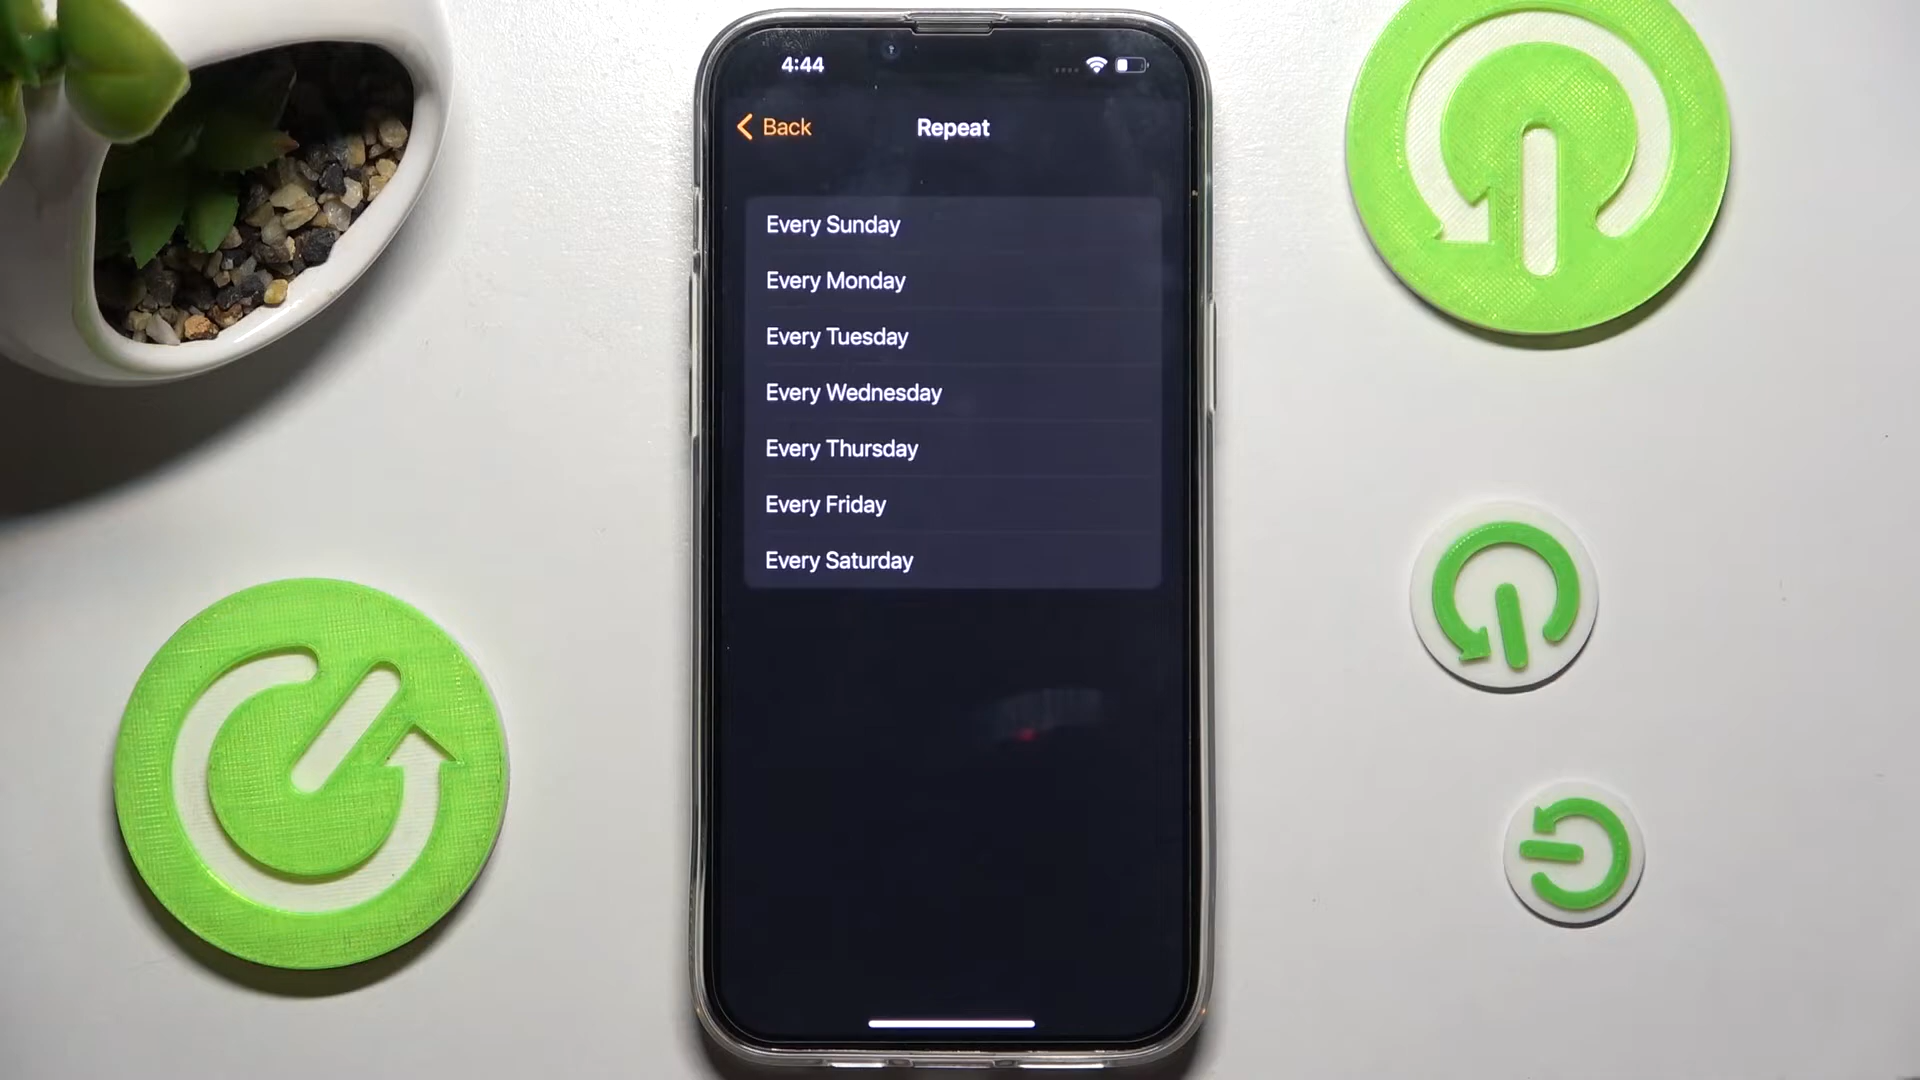 4:44
Back
Repeat
Every Sunday
Every Monday
Every Tuesday
Every Wednesday
Every Thursday
Every Friday
Every Saturday